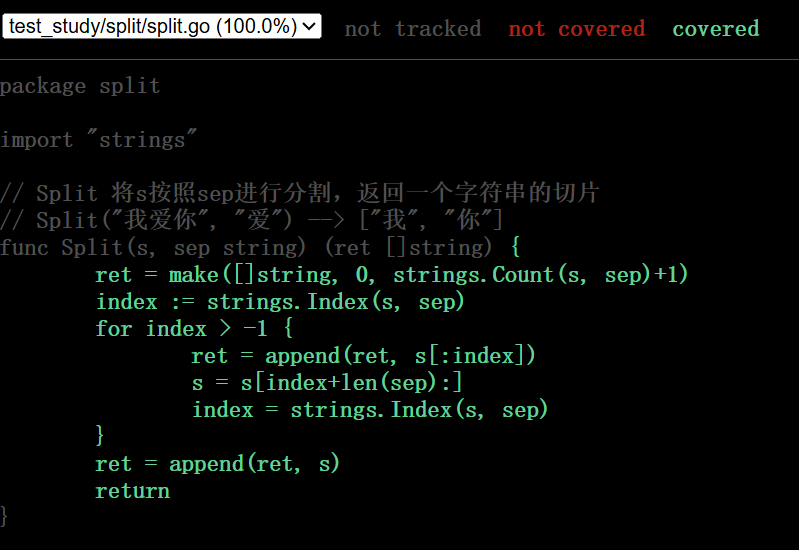 test_study/split/split.go (100.0%) not tracked not covered covered
package split
import "strings"
// Split 将s按照sep进行分割，返回一个字符串的切片
// Split("我爱你", "爱") --> ["我", "你"]
func Split(s, sep string) (ret []string) {
ret = make([]string, 0, strings.Count(s, sep)+1)
index := strings.Index(s, sep)
for index > -1 {
ret = append(ret, s[:index])
s = s[index+len(sep):]
index = strings.Index(s, sep)
}
ret = append(ret, s)
return
}